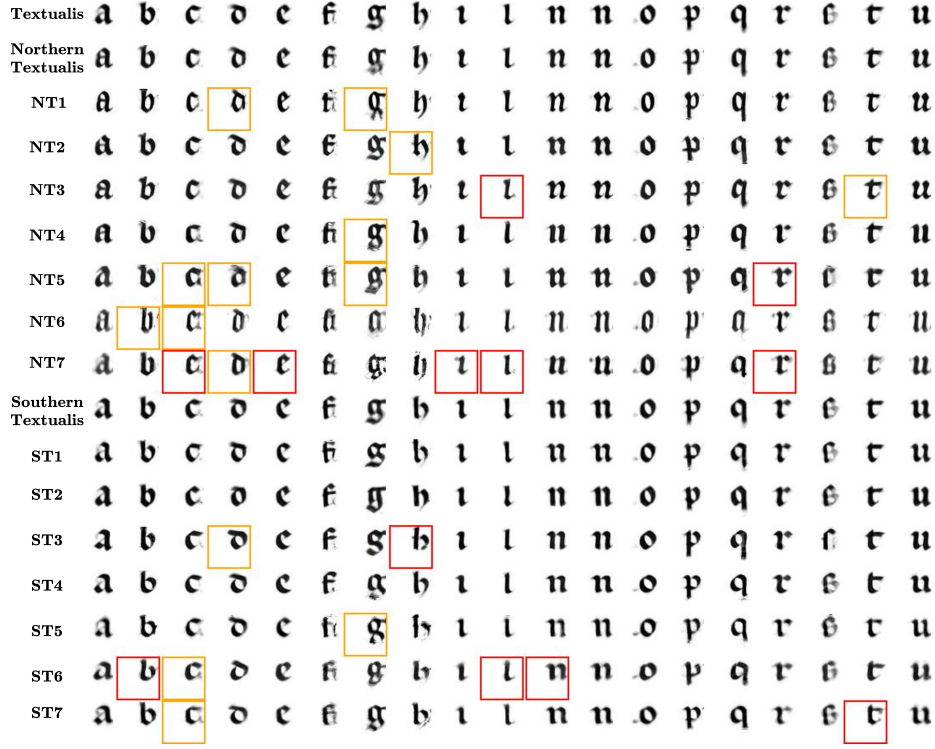 Textualis a b c d e f g h ı l n n o p q r s t u
Northern
Textualis a b c d e f g h ı l n n o p q r s t u
NT1 a b c d e f g h ı l n n o p q r s t u
NT2 a b c d e f g h ı l n n o p q r s t u
NT3 a b c d e f g h ı l n n o p q r s t u
NT4 a b c d e f g h ı l n n o p q r s t u
NT5 a b c d e f g h ı l n n o p q r s t u
NT6 a b c d e f g h ı l n n o p q r s t u
NT7 a b c d e f g h ı l n n o p q r s t u
Southern
Textualis a b c d e f g h ı l n n o p q r s t u
ST1 a b c d e f g h ı l n n o p q r s t u
ST2 a b c d e f g h ı l n n o p q r s t u
ST3 a b c d e f g h ı l n n o p q r s t u
ST4 a b c d e f g h ı l n n o p q r s t u
ST5 a b c d e f g h ı l n n o p q r s t u
ST6 a b c d e f g h ı l n n o p q r s t u
ST7 a b c d e f g h ı l n n o p q r s t u